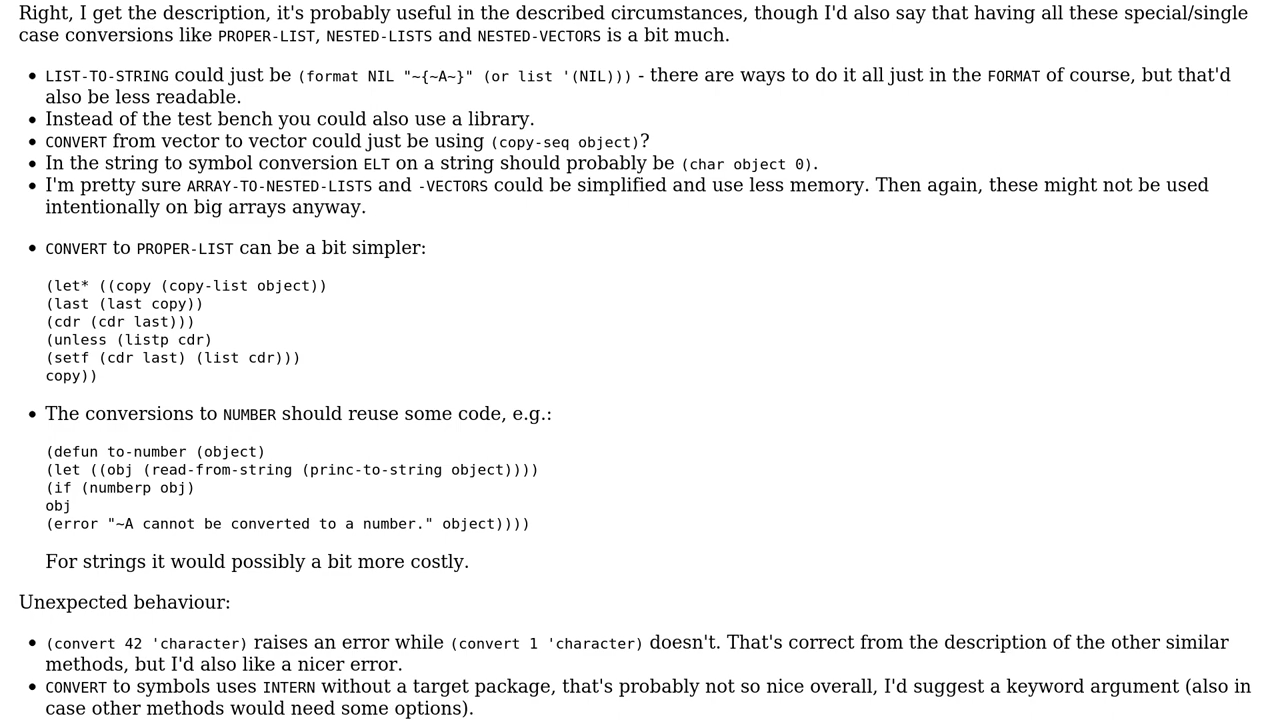 Right, I get the description, it's probably useful in the described circumstances, though I'd also say that having all these special/single
case conversions like PROPER-LIST, NESTED-LISTS and NESTED-VECTORS is a bit much.
• LIST-TO-STRING could just be (format NIL "~{~A~}" (or list '(NIL))) - there are ways to do it all just in the FORMAT of course, but that'd
also be less readable.
• Instead of the test bench you could also use a library.
• CONVERT from vector to vector could just be using (copy-seq object)?
• In the string to symbol conversion ELT on a string should probably be (char object 0).
• I'm pretty sure ARRAY-TO-NESTED-LISTS and -VECTORS could be simplified and use less memory. Then again, these might not be used
intentionally on big arrays anyway.
• CONVERT to PROPER-LIST can be a bit simpler:
(let* ((copy (copy-list object))
(last (last copy))
(cdr (cdr last)))
(unless (listp cdr)
(setf (cdr last) (list cdr)))
copy))
• The conversions to NUMBER should reuse some code, e.g.:
(defun to-number (object)
(let ((obj (read-from-string (princ-to-string object))))
(if (numberp obj)
obj
(error "~A cannot be converted to a number." object))))
For strings it would possibly a bit more costly.
Unexpected behaviour:
• (convert 42 'character) raises an error while (convert 1 'character) doesn't. That's correct from the description of the other similar
methods, but I'd also like a nicer error.
• CONVERT to symbols uses INTERN without a target package, that's probably not so nice overall, I'd suggest a keyword argument (also in
case other methods would need some options).